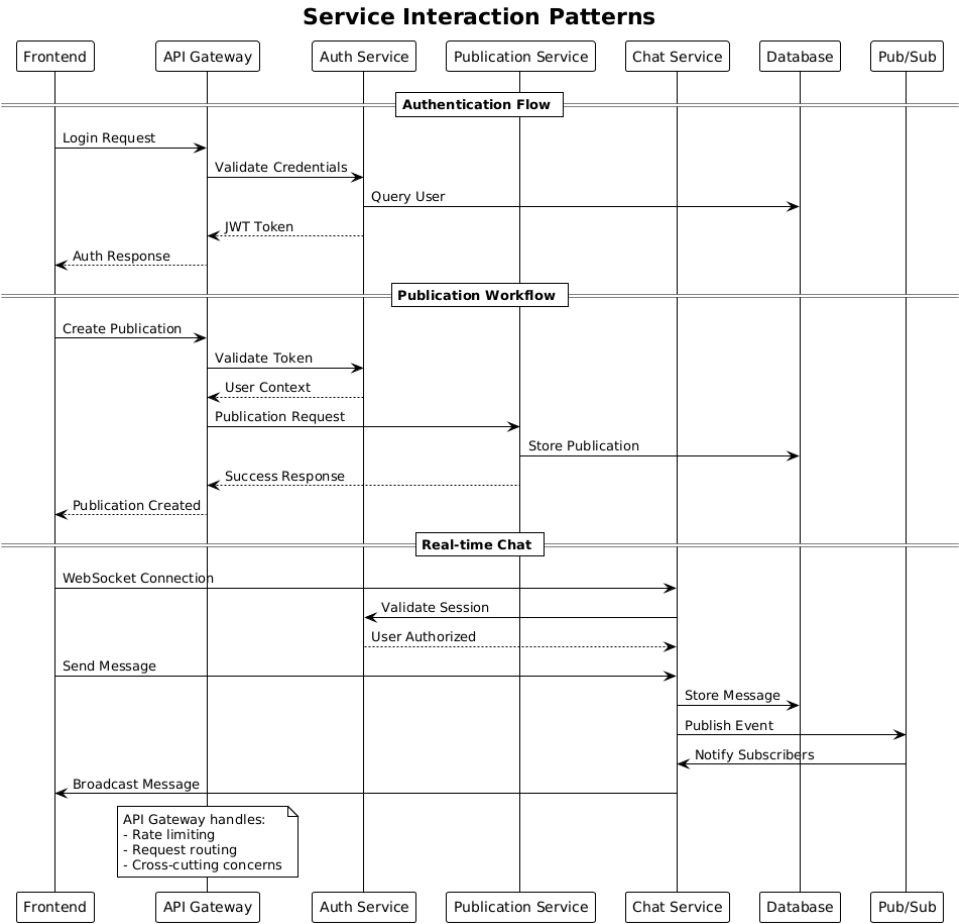 Service Interaction Patterns
Frontend
API Gateway
Auth Service
Publication Service
Chat Service
Database
Pub/Sub
Authentication Flow
Login Request
Validate Credentials
Query User
JWT Token
Auth Response
Publication Workflow
Create Publication
Validate Token
User Context
Publication Request
Store Publication
Success Response
Publication Created
Real-time Chat
WebSocket Connection
Validate Session
User Authorized
Send Message
Store Message
Publish Event
Notify Subscribers
Broadcast Message
API Gateway handles:
- Rate limiting
- Request routing
- Cross-cutting concerns
Frontend
API Gateway
Auth Service
Publication Service
Chat Service
Database
Pub/Sub